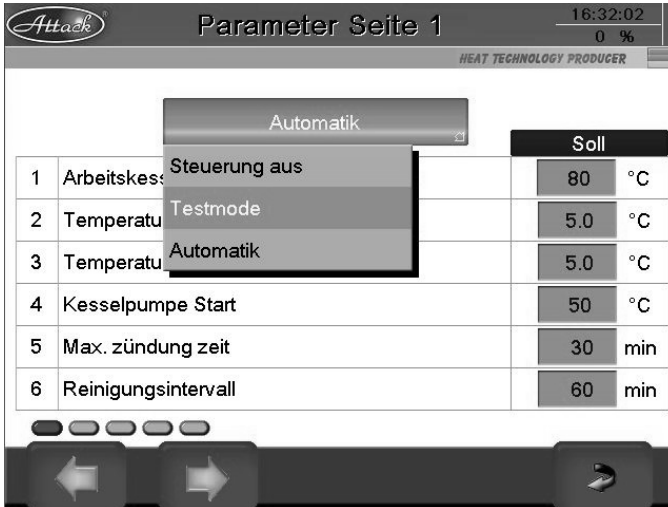 Attack
Parameter Seite 1
16:32:02
0 %
HEAT TECHNOLOGY PRODUCER
Automatik
Steuerung aus
Testmode
Automatik
Soll
1 80 °C
2 5.0 °C
3 5.0 °C
4 Kesselpumpe Start 50 °C
5 Max. zündung zeit 30 min
6 Reinigungsintervall 60 min